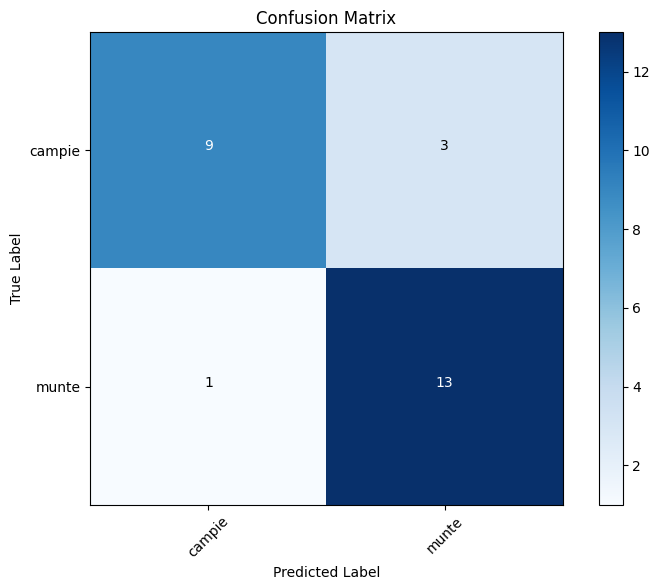 Confusion Matrix
True Label
campie
munte
9
3
1
13
campie
munte
Predicted Label
12
10
8
6
4
2